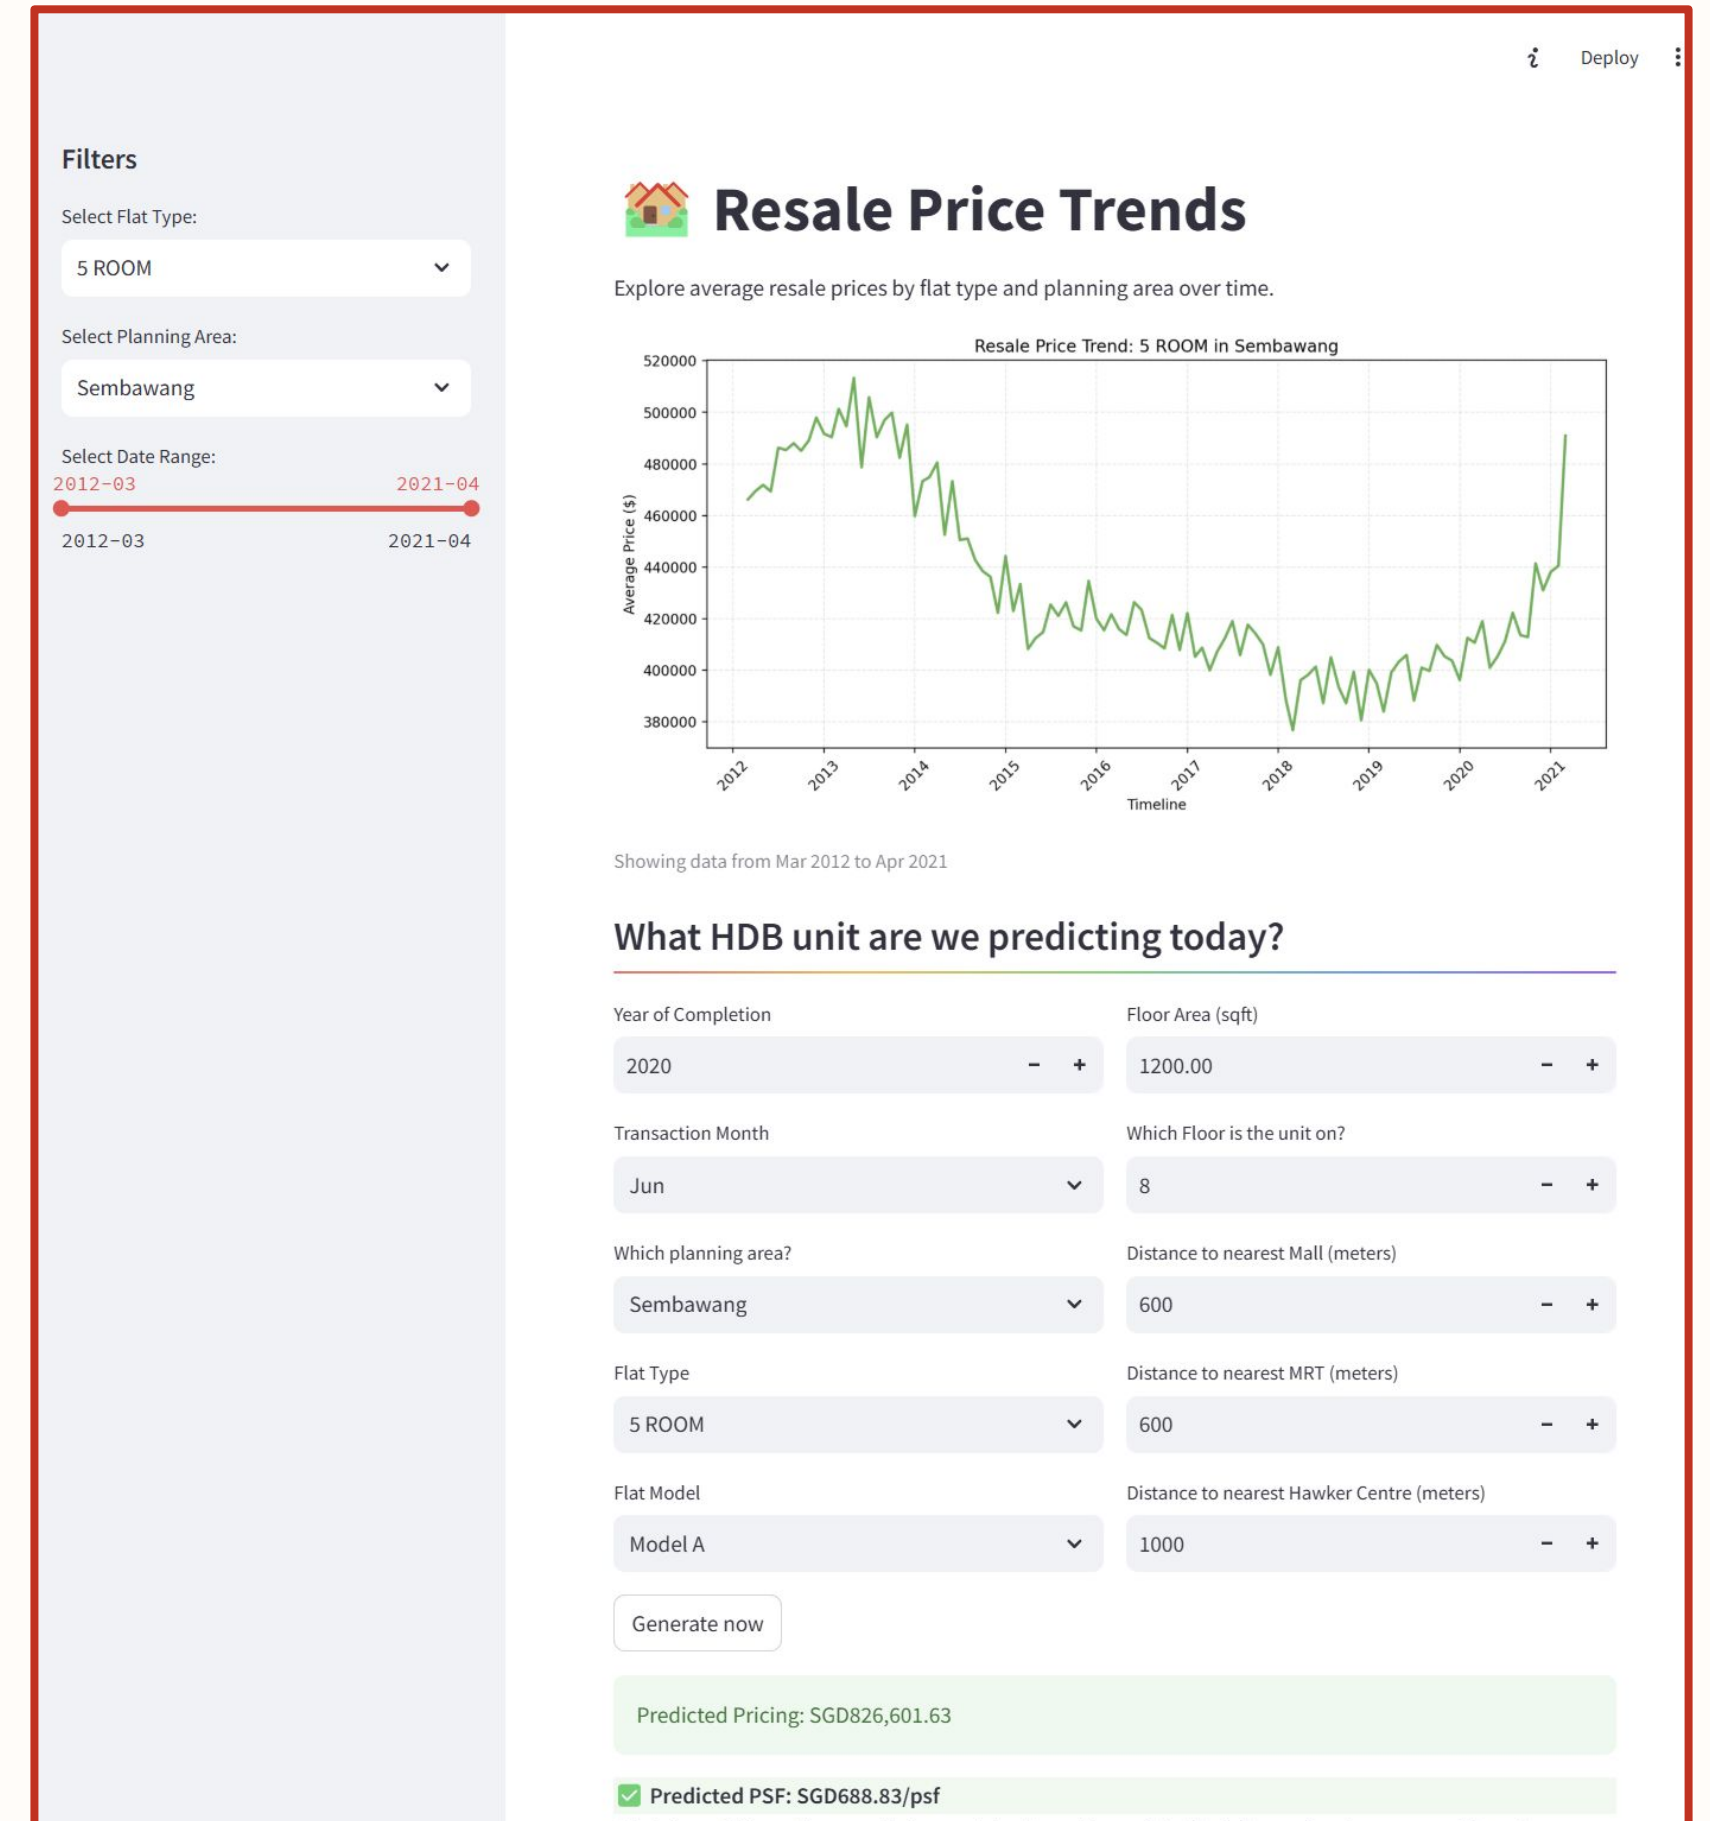 Deploy
Filters
Select Flat Type:
5 ROOM
Select Planning Area:
Sembawang
Select Date Range:
2012-03 2021-04
2012-03 2021-04
Resale Price Trends
Explore average resale prices by flat type and planning area over time.
Resale Price Trend: 5 ROOM in Sembawang
520000
500000
480000
460000
440000
420000
400000
380000
Average Price ($)
2012 2013 2014 2015 2016 2017 2018 2019 2020 2021
Timeline
Showing data from Mar 2012 to Apr 2021
What HDB unit are we predicting today?
Year of Completion Floor Area (sqft)
2020 - + 1200.00 - +
Transaction Month Which Floor is the unit on?
Jun 8 - +
Which planning area? Distance to nearest Mall (meters)
Sembawang 600 - +
Flat Type Distance to nearest MRT (meters)
5 ROOM 600 - +
Flat Model Distance to nearest Hawker Centre (meters)
Model A 1000 - +
Generate now
Predicted Pricing: SGD826,601.63
Predicted PSF: SGD688.83/psf